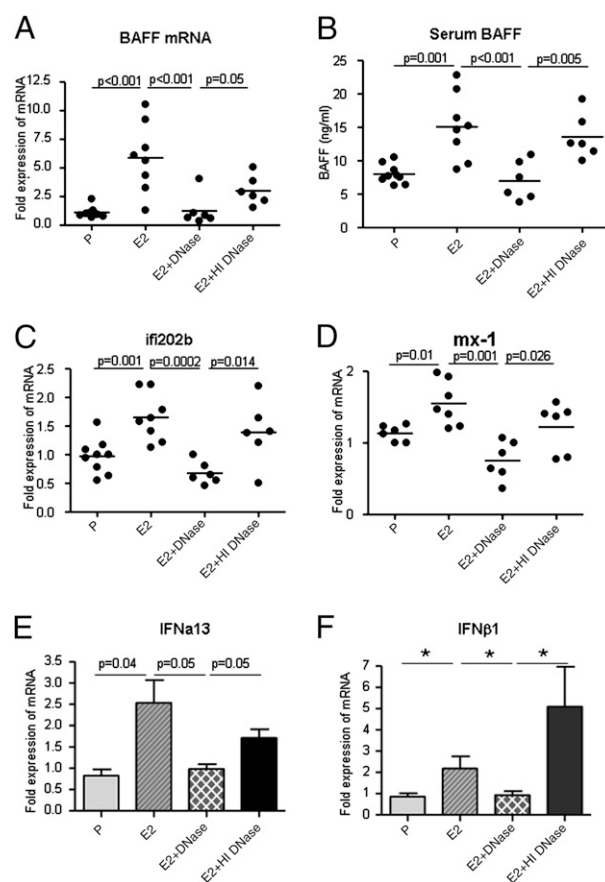 A
BAFF mRNA
p<0.001 p<0.001 p=0.05
Fold expression of mRNA
12.5
10.0
7.5
5.0
2.5
0.0
P E2 E2+DNase E2+HI DNase
B
Serum BAFF
p=0.001 p<0.001 p=0.005
BAFF (ng/ml)
25
20
15
10
5
0
P E2 E2+DNase E2+HI DNase
C
ifi202b
p=0.001 p=0.0002 p=0.014
Fold expression of mRNA
2.5
2.0
1.5
1.0
0.5
0.0
P E2 E2+DNase E2+HI DNase
D
mx-1
p=0.01 p=0.001 p=0.026
Fold expression of mRNA
2
1
0
P E2 E2+DNase E2+HI DNase
E
IFNa13
p=0.04 p=0.05 p=0.05
Fold expression of mRNA
3.5
3.0
2.5
2.0
1.5
1.0
0.5
0.0
P E2 E2+DNase E2+HI DNase
F
IFNβ1
* * *
Fold expression of mRNA
7
6
5
4
3
2
1
0
P E2 E2+DNase E2+HI DNase